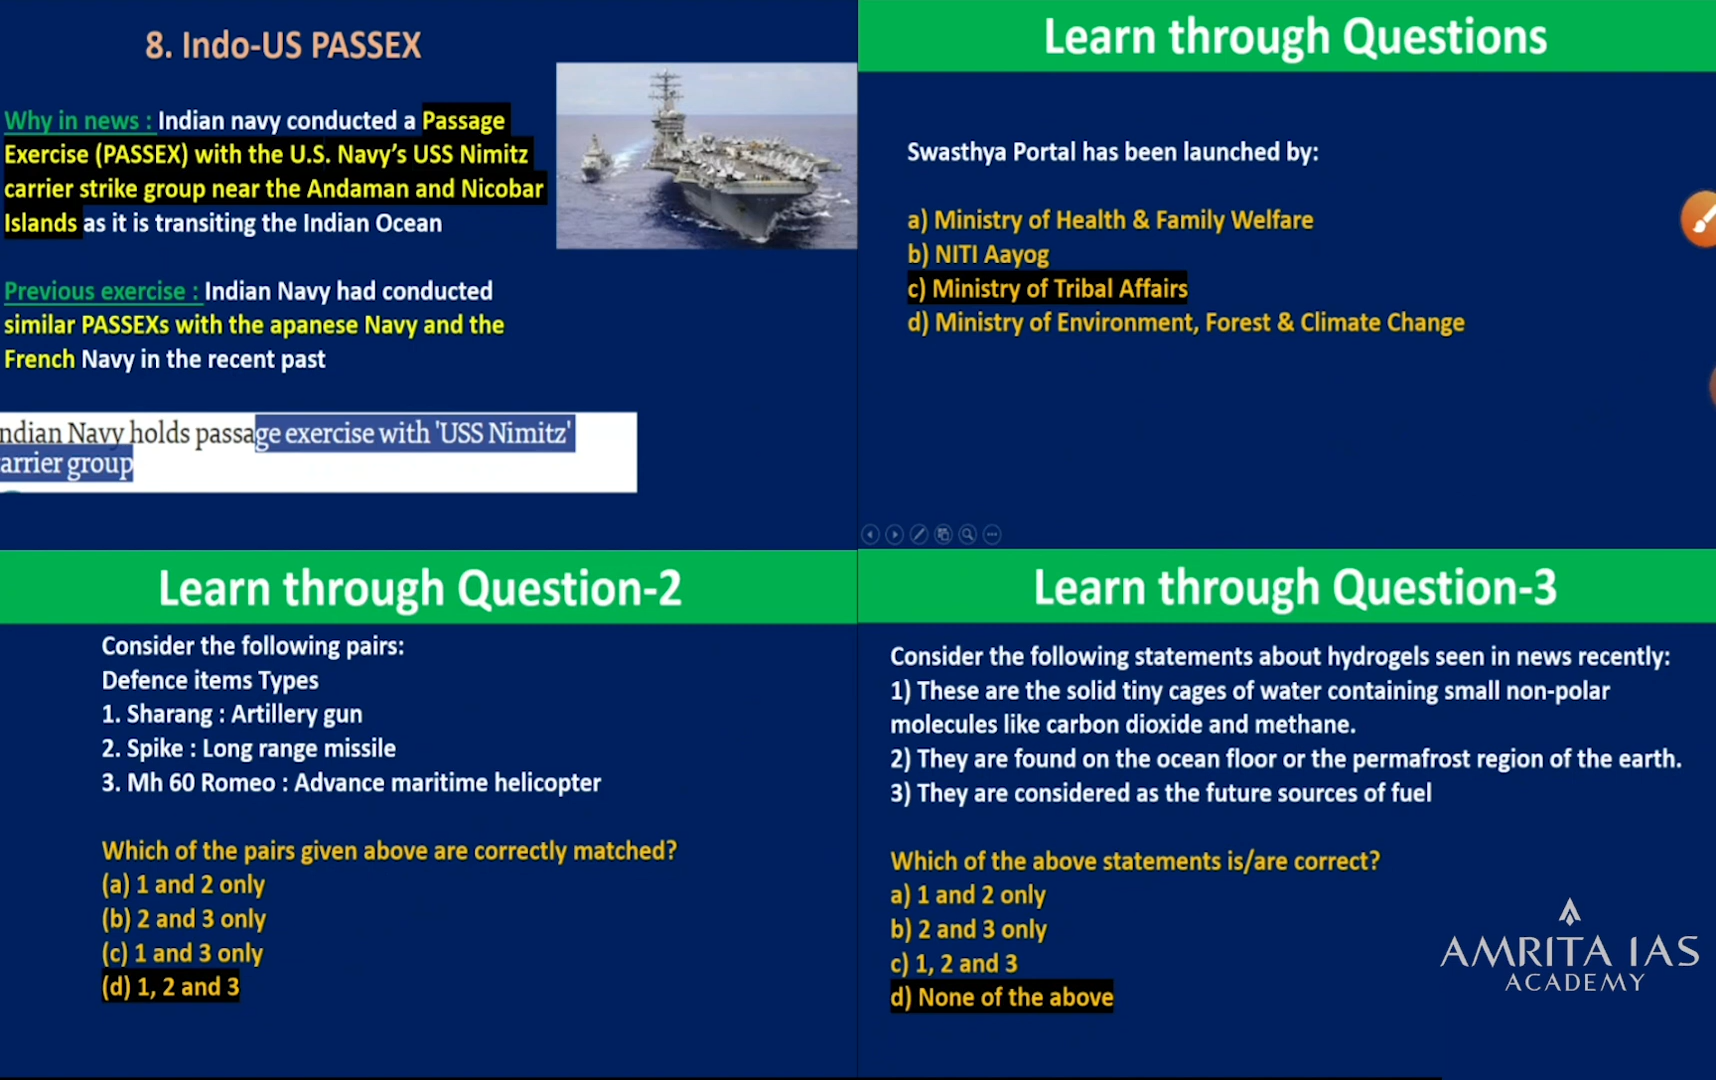 8. Indo-US PASSEX
Why in news : Indian navy conducted a Passage
Exercise (PASSEX) with the U.S. Navy's USS Nimitz
carrier strike group near the Andaman and Nicobar
Islands as it is transiting the Indian Ocean
Previous exercise : Indian Navy had conducted
similar PASSEXs with the apanese Navy and the
French Navy in the recent past
ndian Navy holds passage exercise with 'USS Nimitz'
arrier group
Learn through Questions
Swasthya Portal has been launched by:
a) Ministry of Health & Family Welfare
b) NITI Aayog
c) Ministry of Tribal Affairs
d) Ministry of Environment, Forest & Climate Change
Learn through Question-2
Consider the following pairs:
Defence items Types
1. Sharang : Artillery gun
2. Spike : Long range missile
3. Mh 60 Romeo : Advance maritime helicopter
Which of the pairs given above are correctly matched?
(a) 1 and 2 only
(b) 2 and 3 only
(c) 1 and 3 only
(d) 1, 2 and 3
Learn through Question-3
Consider the following statements about hydrogels seen in news recently:
1) These are the solid tiny cages of water containing small non-polar
molecules like carbon dioxide and methane.
2) They are found on the ocean floor or the permafrost region of the earth.
3) They are considered as the future sources of fuel
Which of the above statements is/are correct?
a) 1 and 2 only
b) 2 and 3 only
c) 1, 2 and 3
d) None of the above
AMRITA IAS
ACADEMY